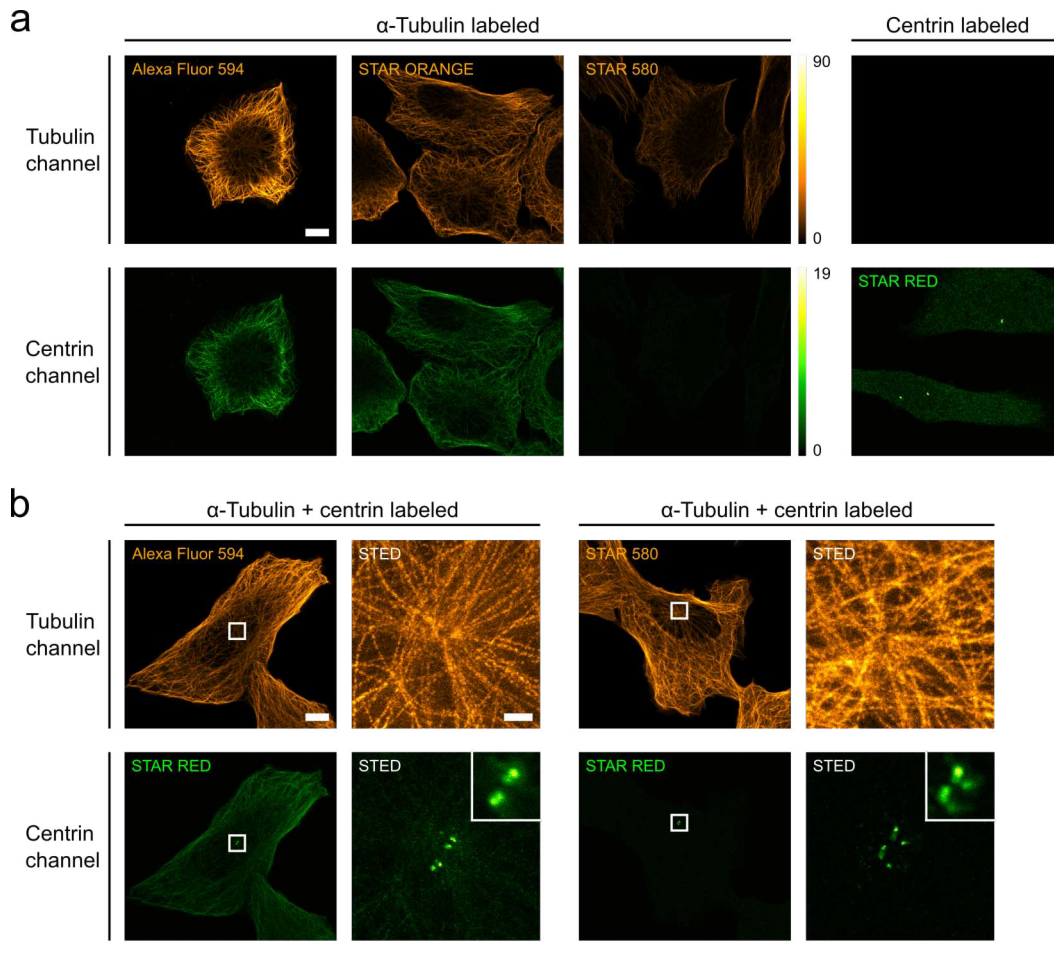 a
α-Tubulin labeled
Centrin labeled
Tubulin
channel
Alexa Fluor 594
STAR ORANGE
STAR 580
90
0
Centrin
channel
19
0
STAR RED
b
α-Tubulin + centrin labeled
α-Tubulin + centrin labeled
Tubulin
channel
Alexa Fluor 594
STED
STAR 580
STED
Centrin
channel
STAR RED
STED
STAR RED
STED